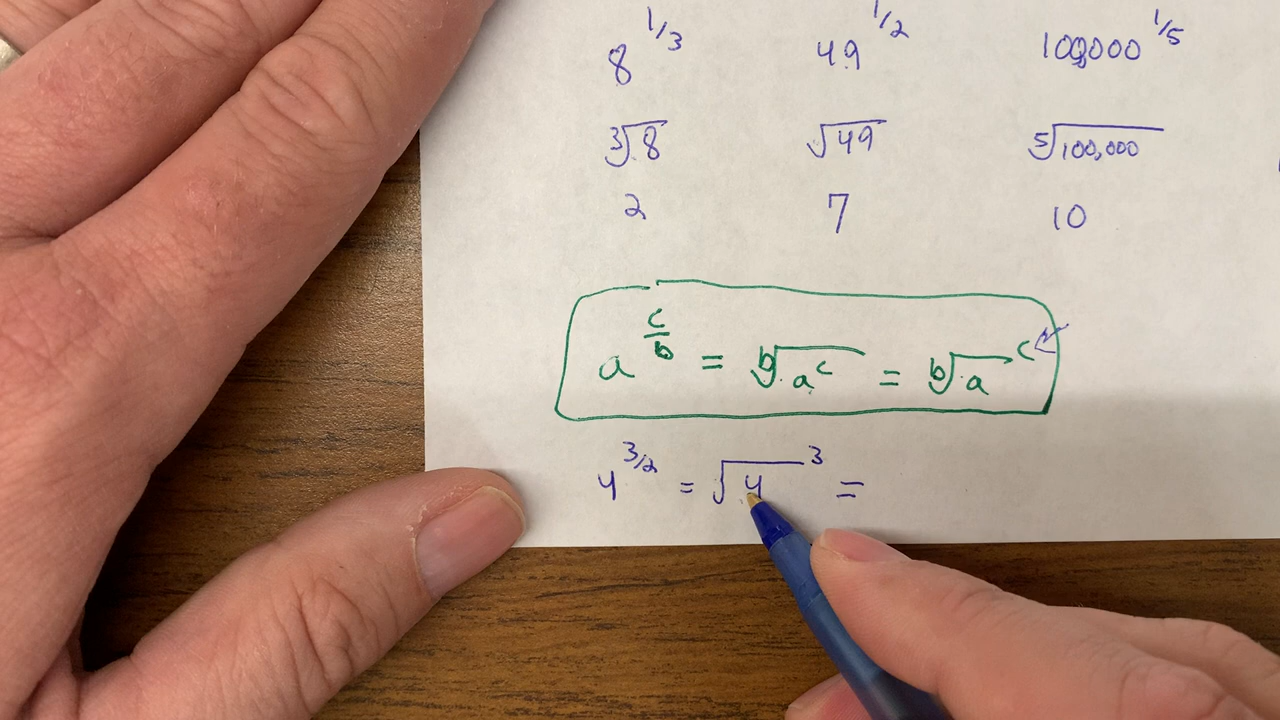 8^{1/3} 49^{1/2} 100,000^{1/5}
∛8 √49 ⁵√100,000
2 7 10
a^{c/b} = ᵇ√a^c = ᵇ√a^c
4^{3/2} = √4^3 =